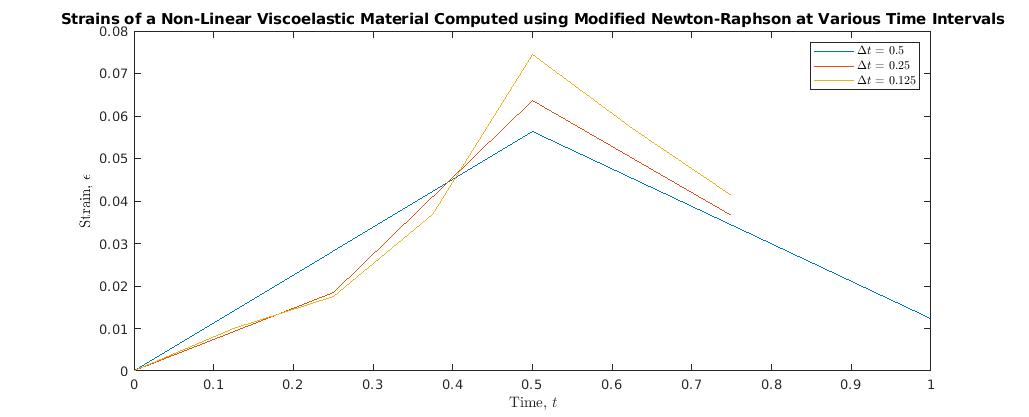 Strains of a Non-Linear Viscoelastic Material Computed using Modified Newton-Raphson at Various Time Intervals
0.08
0.07
0.06
0.05
0.04
0.03
0.02
0.01
0
Strain, ϵ
Δt = 0.5
Δt = 0.25
Δt = 0.125
0 0.1 0.2 0.3 0.4 0.5 0.6 0.7 0.8 0.9 1
Time, t